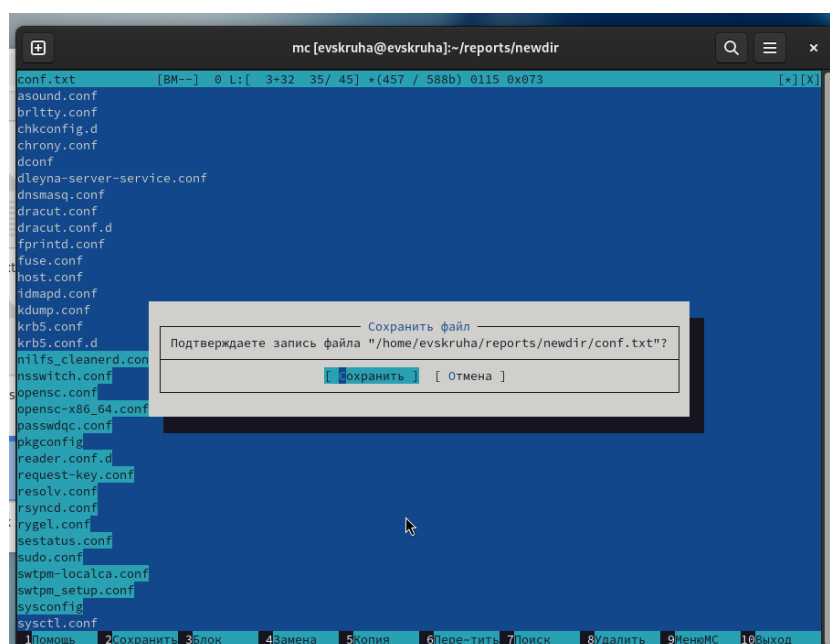 mc [evskruha@evskruha]:~/reports/newdir
conf.txt [BM--] 0 L:[ 3+32 35/ 45] *(457 / 588b) 0115 0x073 [*][X]
asound.conf
brltty.conf
chkconfig.d
chrony.conf
dconf
dleyna-server-service.conf
dnsmasq.conf
dracut.conf
dracut.conf.d
fprintd.conf
fuse.conf
host.conf
idmapd.conf
kdump.conf
krb5.conf
krb5.conf.d
nilfs_cleanerd.con
nsswitch.conf
opensc.conf
opensc-x86_64.conf
passwdqc.conf
pkgconfig
reader.conf.d
request-key.conf
resolv.conf
rsyncd.conf
rygel.conf
sestatus.conf
sudo.conf
swtpm-localca.conf
swtpm_setup.conf
sysconfig
sysctl.conf
Сохранить файл
Подтверждаете запись файла "/home/evskruha/reports/newdir/conf.txt"?
[ Сохранить ] [ Отмена ]
1Помощь 2Сохранить 3Блок 4Замена 5Копия 6Пере~тить 7Поиск 8Удалить 9МенюMC 10Выход